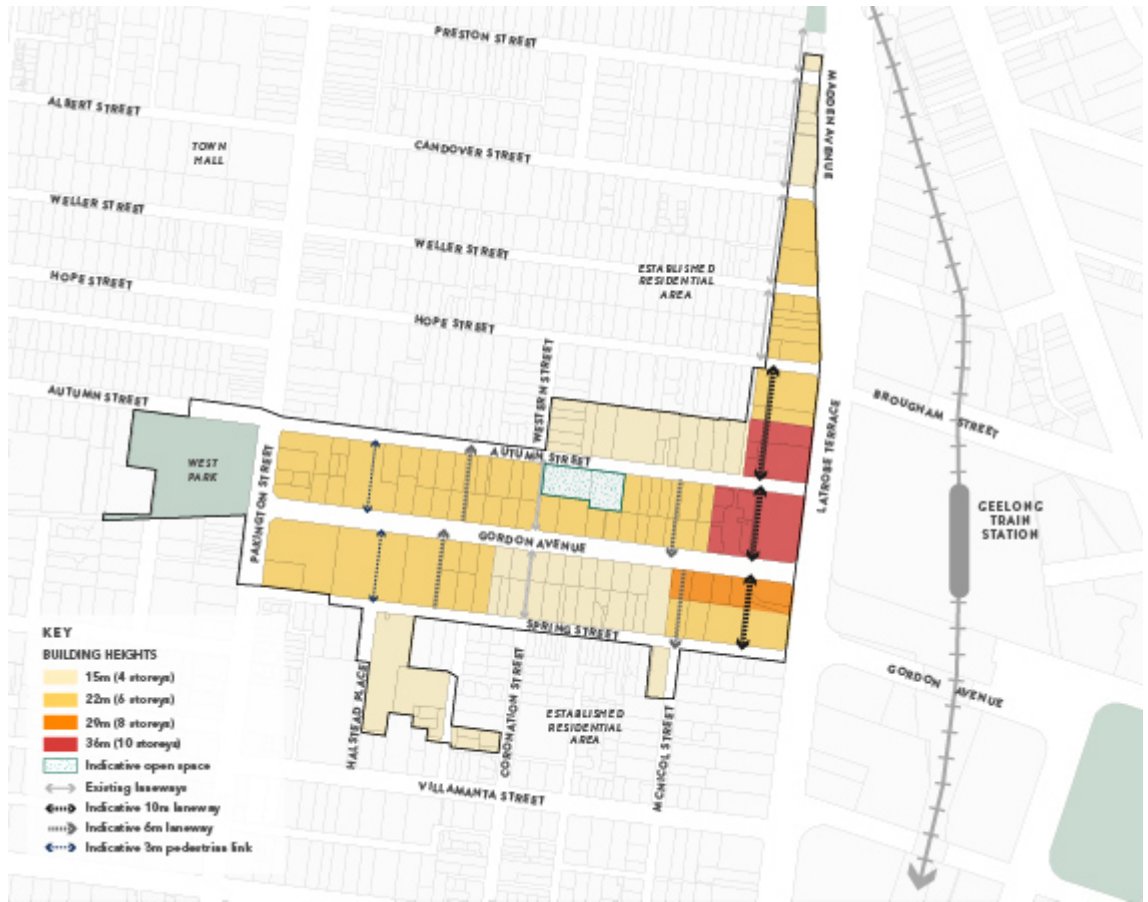 PRESTON STREET
MADDEN AVENUE
ALBERT STREET
TOWN
HALL
CANDOVER STREET
WELLER STREET
WELLER STREET
ESTABLISHED
RESIDENTIAL
AREA
HOPE STREET
HOPE STREET
WESTERN STREET
AUTUMN STREET
BROUGHAM STREET
LATROBE TERRACE
AUTUMN STREET
WEST
PARK
PAKINGTON STREET
GEELONG
TRAIN
STATION
GORDON AVENUE
SPRING STREET
GORDON AVENUE
HALSTEAD PLACE
CORONATION STREET
ESTABLISHED
RESIDENTIAL
AREA
MCNICOL STREET
VILLAMANTA STREET
KEY
BUILDING HEIGHTS
15m (4 storeys)
22m (6 storeys)
29m (8 storeys)
36m (10 storeys)
Indicative open space
Existing laneways
Indicative 10m laneway
Indicative 6m laneway
Indicative 3m pedestrian link